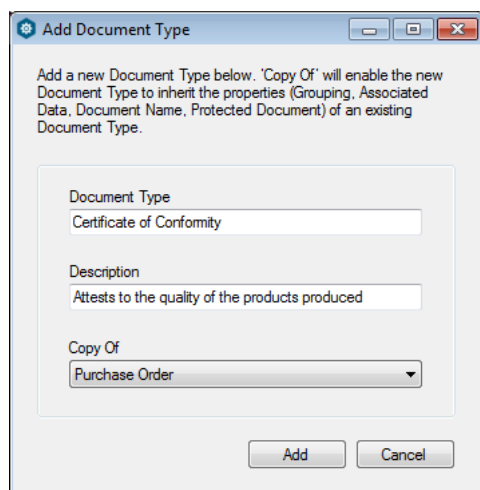 Add Document Type
Add a new Document Type below. 'Copy Of' will enable the new
Document Type to inherit the properties (Grouping, Associated
Data, Document Name, Protected Document) of an existing
Document Type.
Document Type
Certificate of Conformity
Description
Attests to the quality of the products produced
Copy Of
Purchase Order
Add Cancel